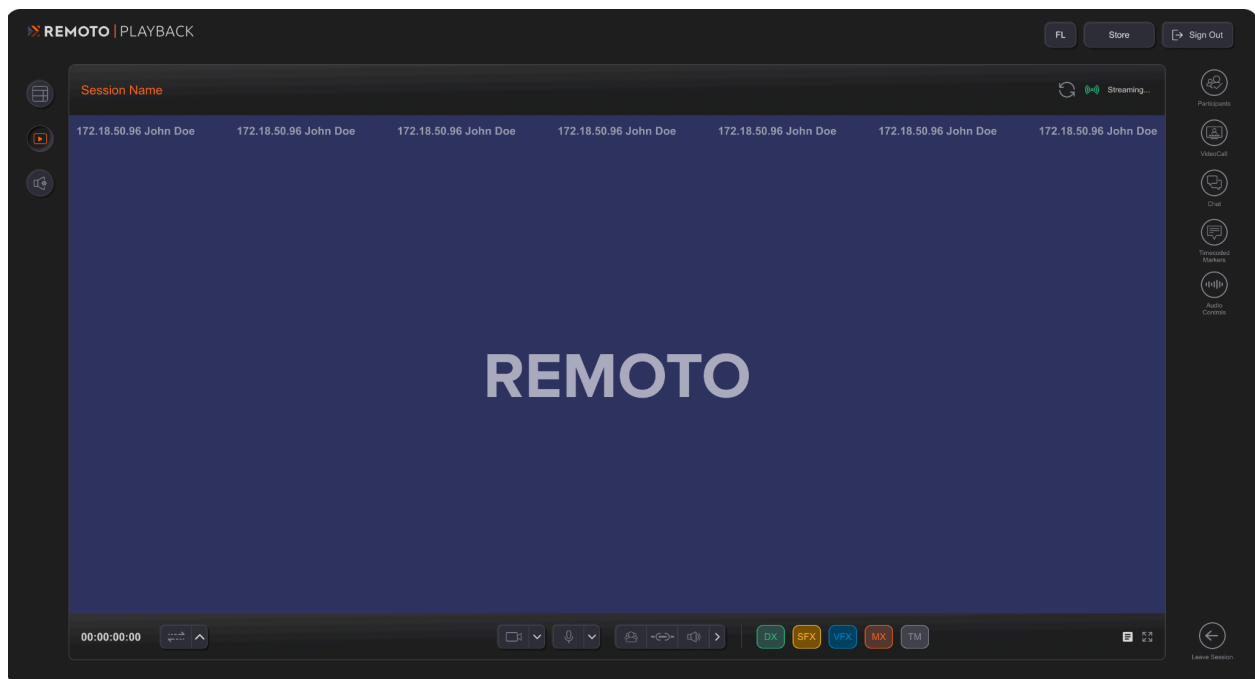 REMOTO | PLAYBACK
FL
Store
Sign Out
Session Name
Streaming...
172.18.50.96 John Doe 172.18.50.96 John Doe 172.18.50.96 John Doe 172.18.50.96 John Doe 172.18.50.96 John Doe 172.18.50.96 John Doe 172.18.50.96 John Doe
REMOTO
Participants
VideoCall
Chat
Timecoded
Markers
Audio
Controls
00:00:00:00
DX
SFX
VFX
MX
TM
Leave Session